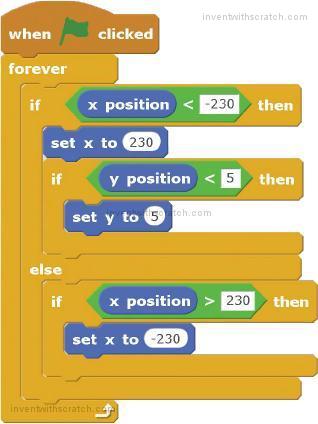 inventwithscratch.com
when clicked
forever
if x position < -230 then
set x to 230
if y position < 5 then
set y to 5
inventwithscratch.com
else
if x position > 230 then
set x to -230
inventwithscratch.com